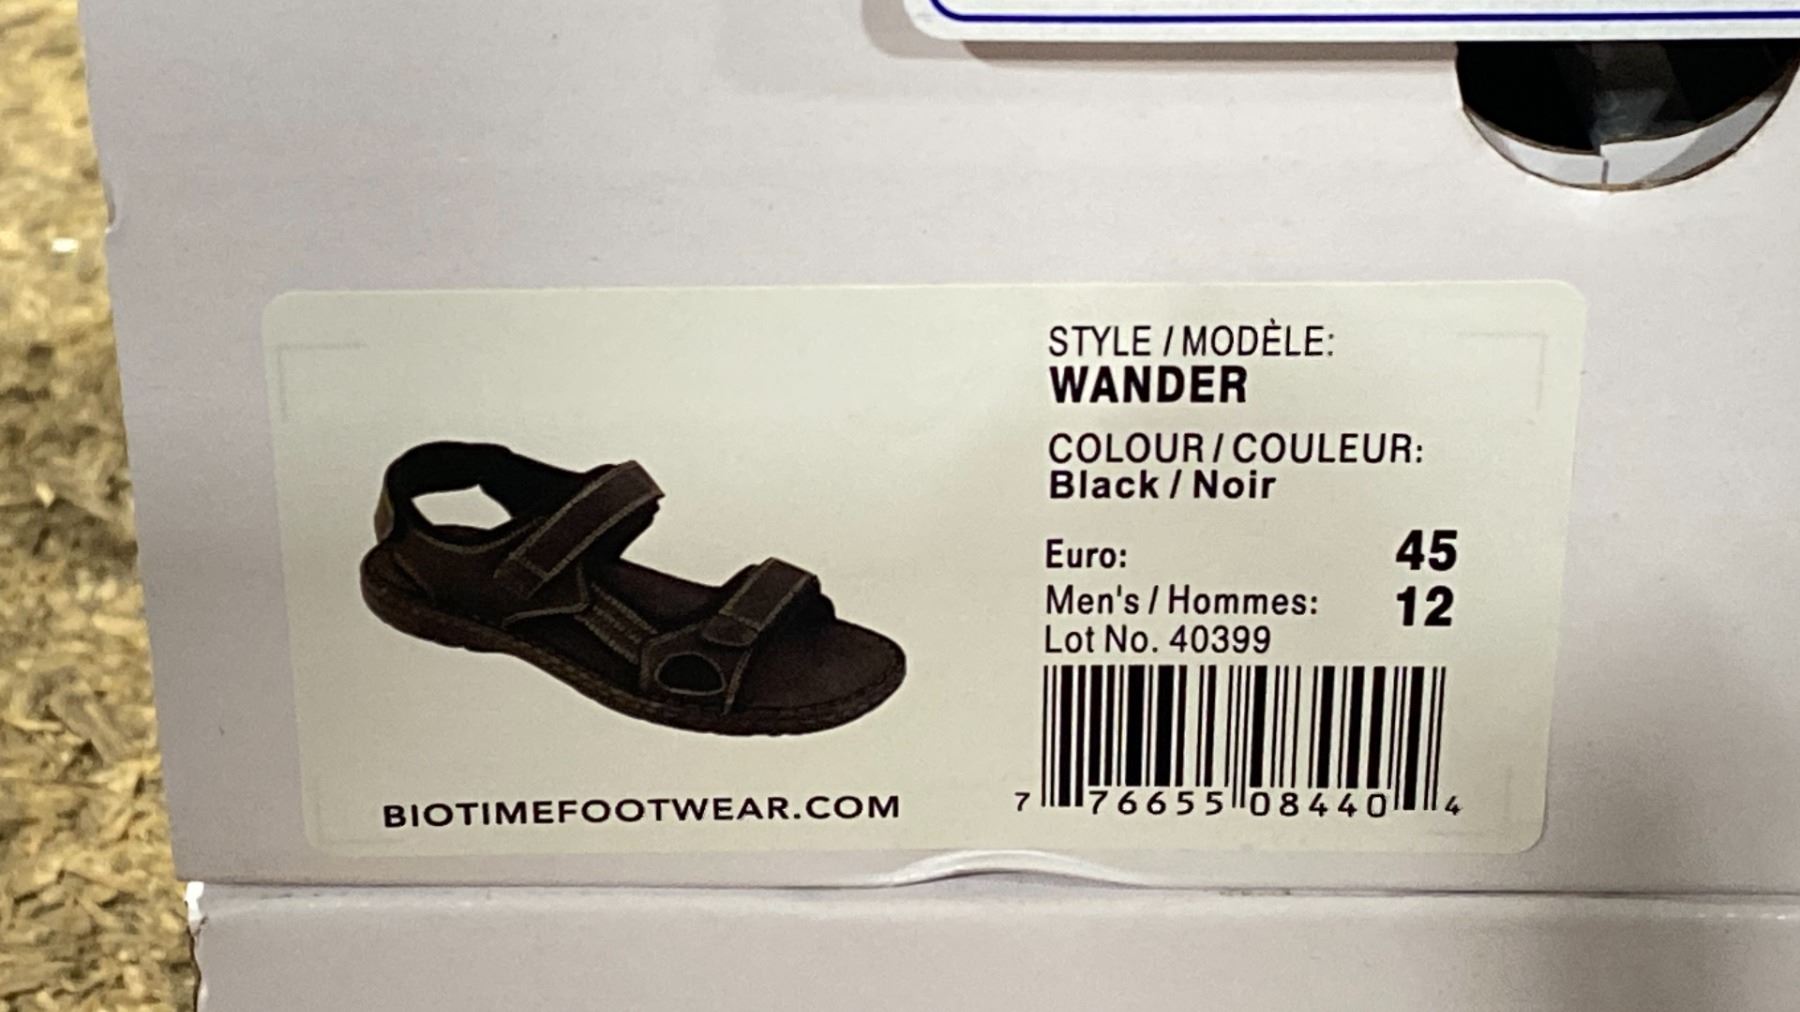 STYLE / MODÈLE:
WANDER
COLOUR / COULEUR:
Black / Noir
Euro: 45
Men's / Hommes: 12
Lot No. 40399
7 76655 08440 4
BIOTIMEFOOTWEAR.COM